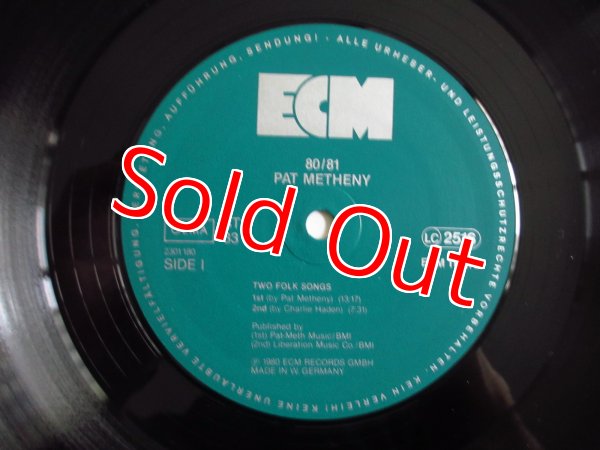 ECM
80/81
PAT METHENY
Sold Out
LC 2516
2301 180
SIDE I
TWO FOLK SONGS
1st (by Pat Metheny) (13,17)
2nd (by Charlie Haden) (7:31)
Published by
(1st) Pat-Meth Music/BMI
(2nd) Liberation Music Co./BMI
℗ 1980 ECM RECORDS GMBH
MADE IN W. GERMANY
AUFFÜHRUNG, SENDUNG! - ALLE URHEBER- UND LEISTUNGSSCHUTZRECHTE VORBEHALTEN. KEIN VERLEIH! KEINE UNERLAUBTE VERVIELFÄLTIGUNG,